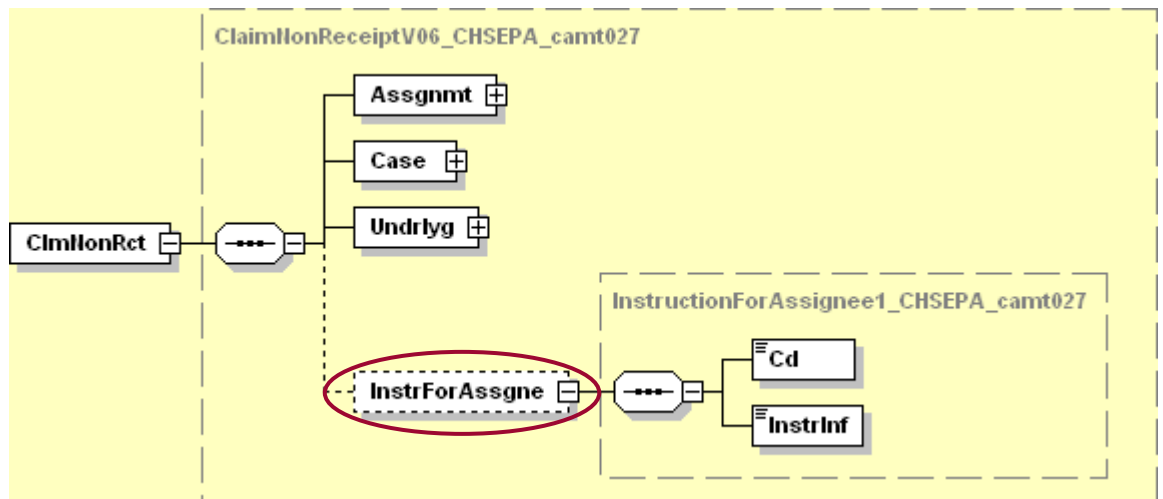 ClaimNonReceiptV06_CHSEPA_camt027
Assgnmt
Case
Undrlyg
ClmNonRct
InstructionForAssignee1_CHSEPA_camt027
Cd
InstrForAssgne
InstrInf